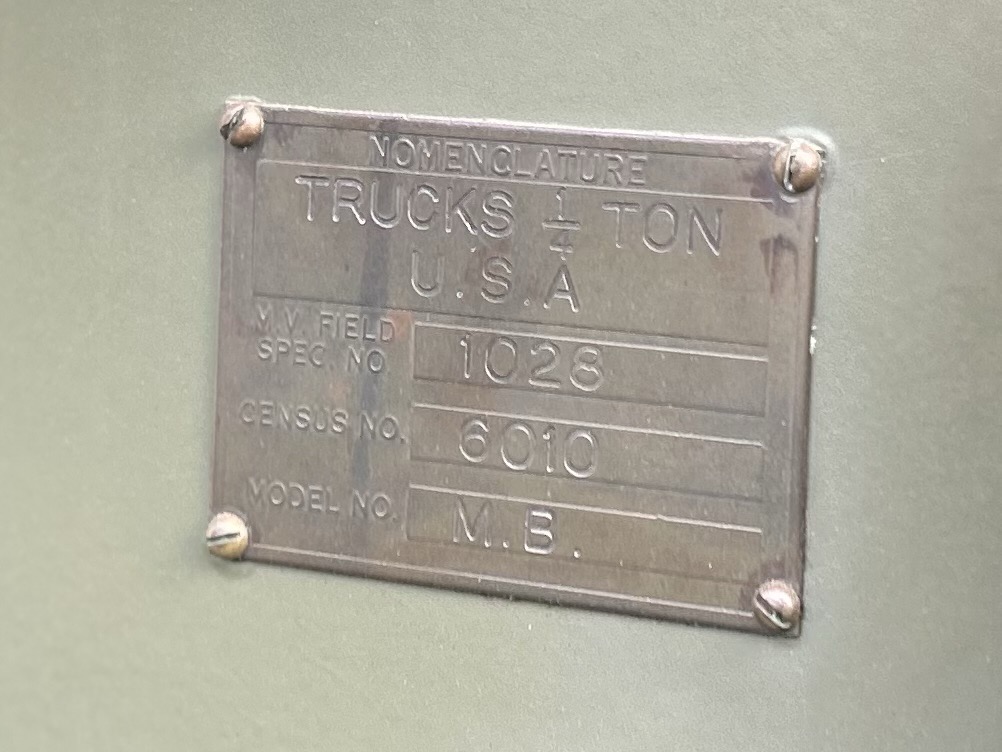 NOMENCLATURE
TRUCKS 1/4 TON
U.S.A
M.V. FIELD
SPEC. NO
1028
CENSUS NO.
6010
MODEL NO.
M.B.